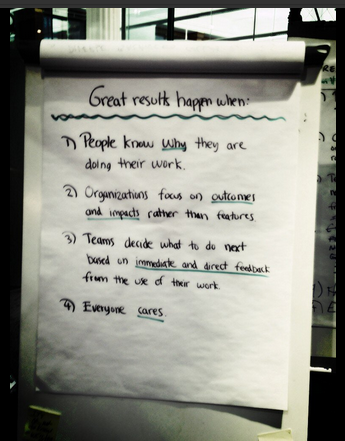 Great results happen when:
1) People know why they are
doing their work.
2) Organizations focus on outcomes
and impacts rather than features
3) Teams decide what to do next
based on immediate and direct feedback
from the use of their work.
4) Everyone cares.